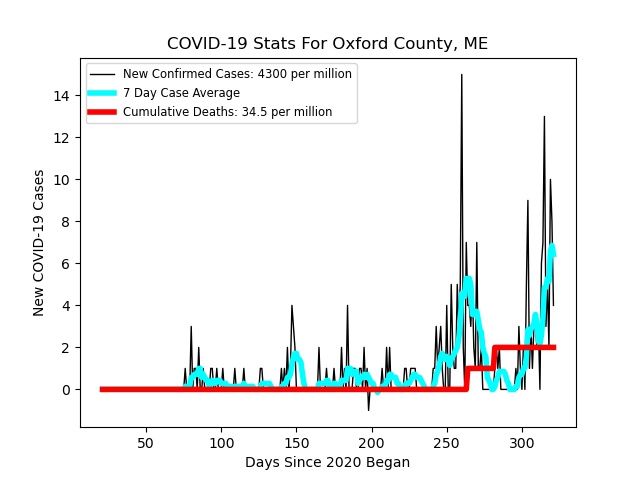 COVID-19 Stats For Oxford County, ME
New Confirmed Cases: 4300 per million
7 Day Case Average
Cumulative Deaths: 34.5 per million
14
12
10
8
6
4
2
0
New COVID-19 Cases
50 100 150 200 250 300
Days Since 2020 Began